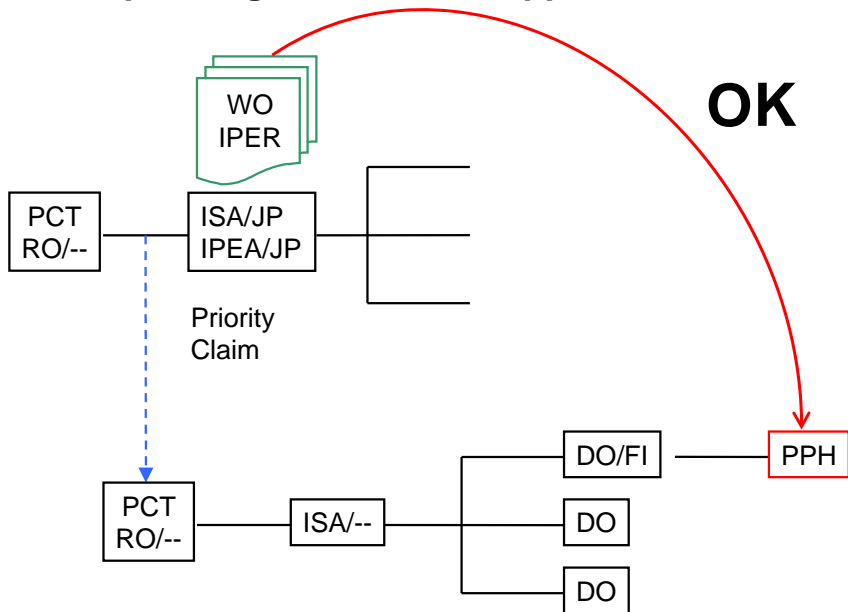 WO
IPER
OK
PCT
RO/--
ISA/JP
IPEA/JP
Priority
Claim
DO/FI
PPH
PCT
RO/--
ISA/--
DO
DO